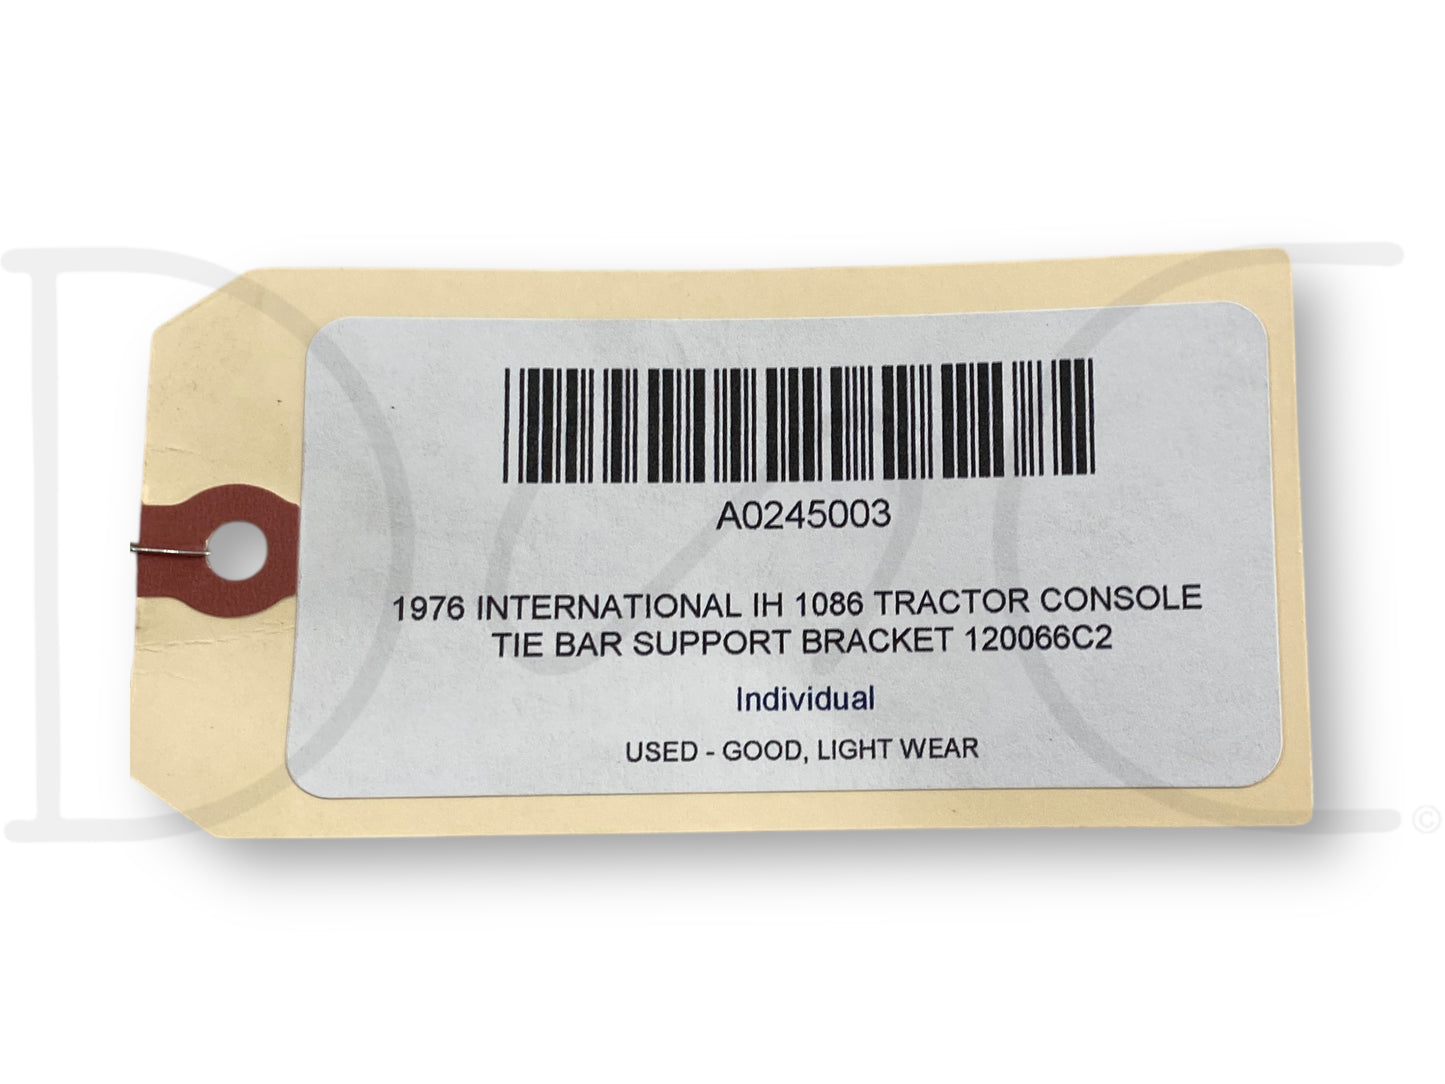 A0245003
1976 INTERNATIONAL IH 1086 TRACTOR CONSOLE
TIE BAR SUPPORT BRACKET 120066C2
Individual
USED - GOOD, LIGHT WEAR
©